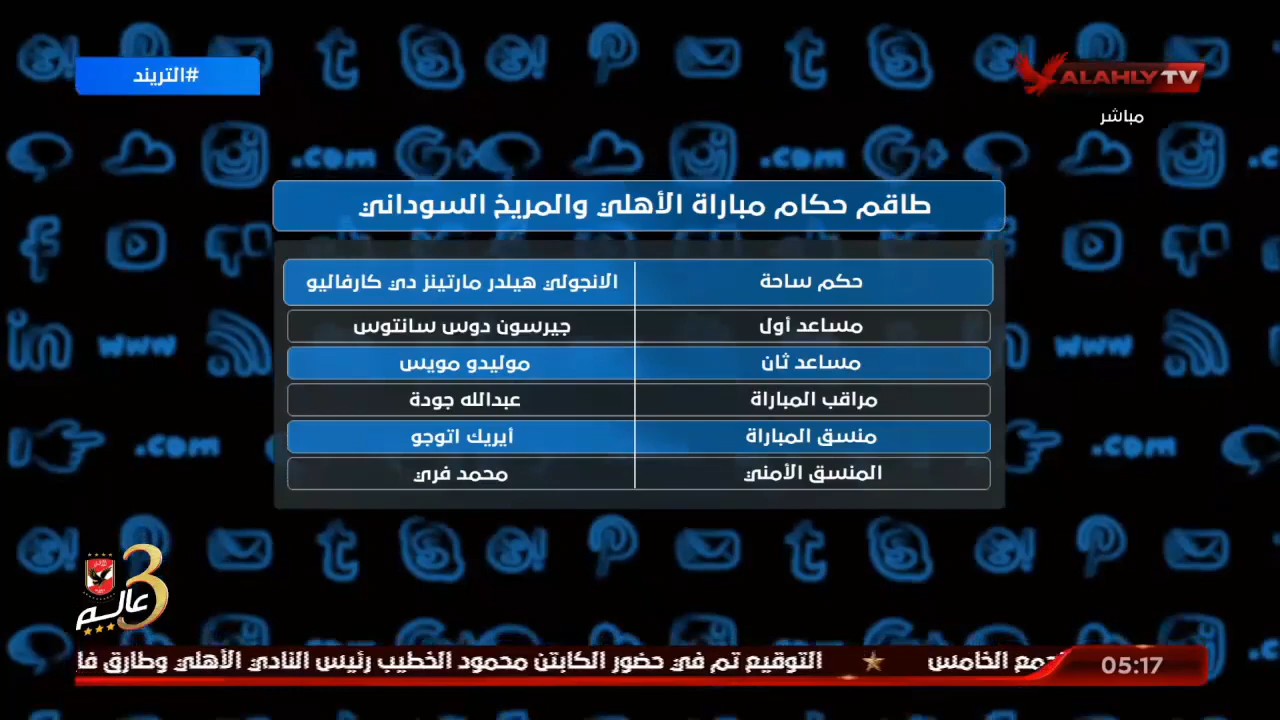 #التريند
ALAHLY TV
مباشر
طاقم حكام مباراة الأهلي والمريخ السوداني
حكم ساحة الانجولي هيلدر مارتينز دي كارفاليو
مساعد أول جيرسون دوس سانتوس
مساعد ثان موليدو مويس
مراقب المباراة عبدالله جودة
منسق المباراة أيريك اتوجو
المنسق الأمني محمد فري
3 عالم
05:17 الخامس ★ التوقيع تم في حضور الكابتن محمود الخطيب رئيس النادي الأهلي وطارق